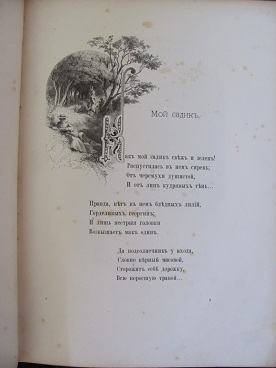 Мой садикъ.
Какъ мой садикъ свѣжъ и зеленъ!
Распустилась въ немъ сирень;
Отъ черемухи душистой
И отъ липъ кудрявыхъ тѣнь...
Правда, нѣтъ въ немъ блѣдныхъ лилій,
Горделивыхъ георгинъ,
И лишь пестрыя головки
Возвышаетъ макъ одинъ.
Да подсолнечникъ у входа,
Словно вѣрный часовой,
Сторожитъ себѣ дорожку,
Всю поросшую травой...